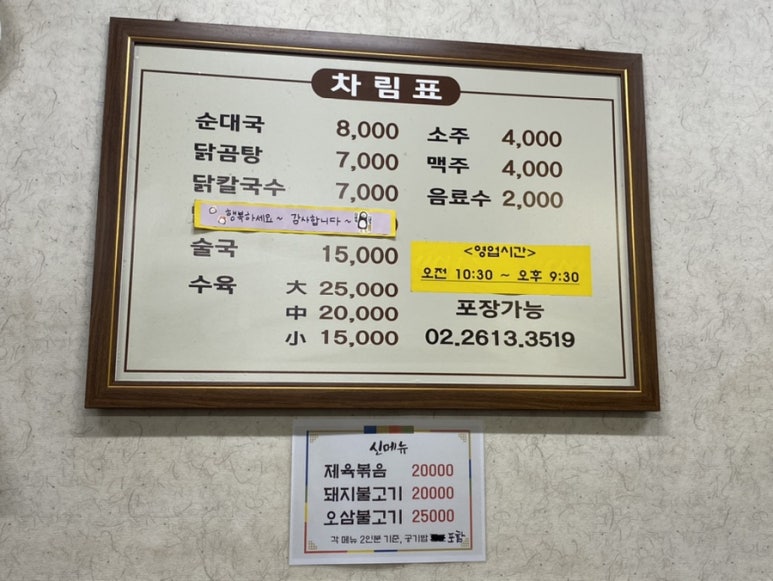 차림표
순대국 8,000
닭곰탕 7,000
닭칼국수 7,000
행복하세요~ 감사합니다~
술국 15,000
수육 大 25,000
中 20,000
小 15,000
소주 4,000
맥주 4,000
음료수 2,000
<영업시간>
오전 10:30 ~ 오후 9:30
포장가능
02.2613.3519
신메뉴
제육볶음 20000
돼지불고기 20000
오삼불고기 25000
각 메뉴 2인분 기준, 공기밥 포함